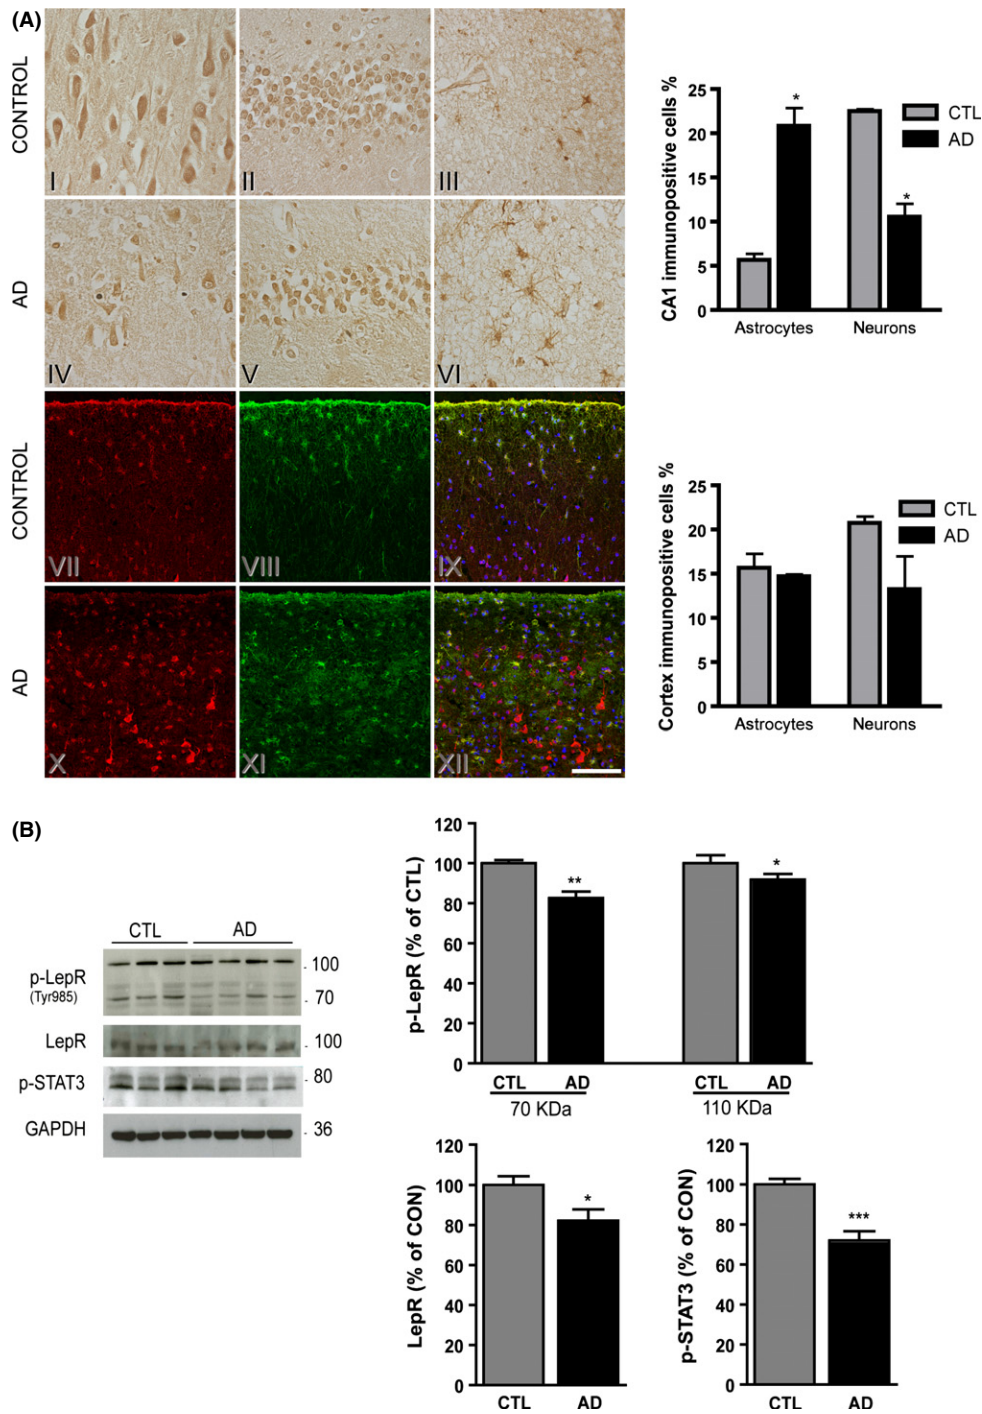 (A)
CONTROL
I
II
III
AD
IV
V
VI
CONTROL
VII
VIII
IX
AD
X
XI
XII
CA1 immunopositive cells %
25
20
15
10
5
0
*
*
CTL
AD
Astrocytes
Neurons
Cortex immunopositive cells %
25
20
15
10
5
0
CTL
AD
Astrocytes
Neurons
(B)
CTL
AD
p-LepR
(Tyr985)
100
70
LepR
100
p-STAT3
80
GAPDH
36
p-LepR (% of CTL)
120
100
80
60
40
20
0
**
*
CTL AD
CTL AD
70 KDa
110 KDa
LepR (% of CON)
120
100
80
60
40
20
0
*
CTL AD
p-STAT3 (% of CON)
120
100
80
60
40
20
0
***
CTL AD